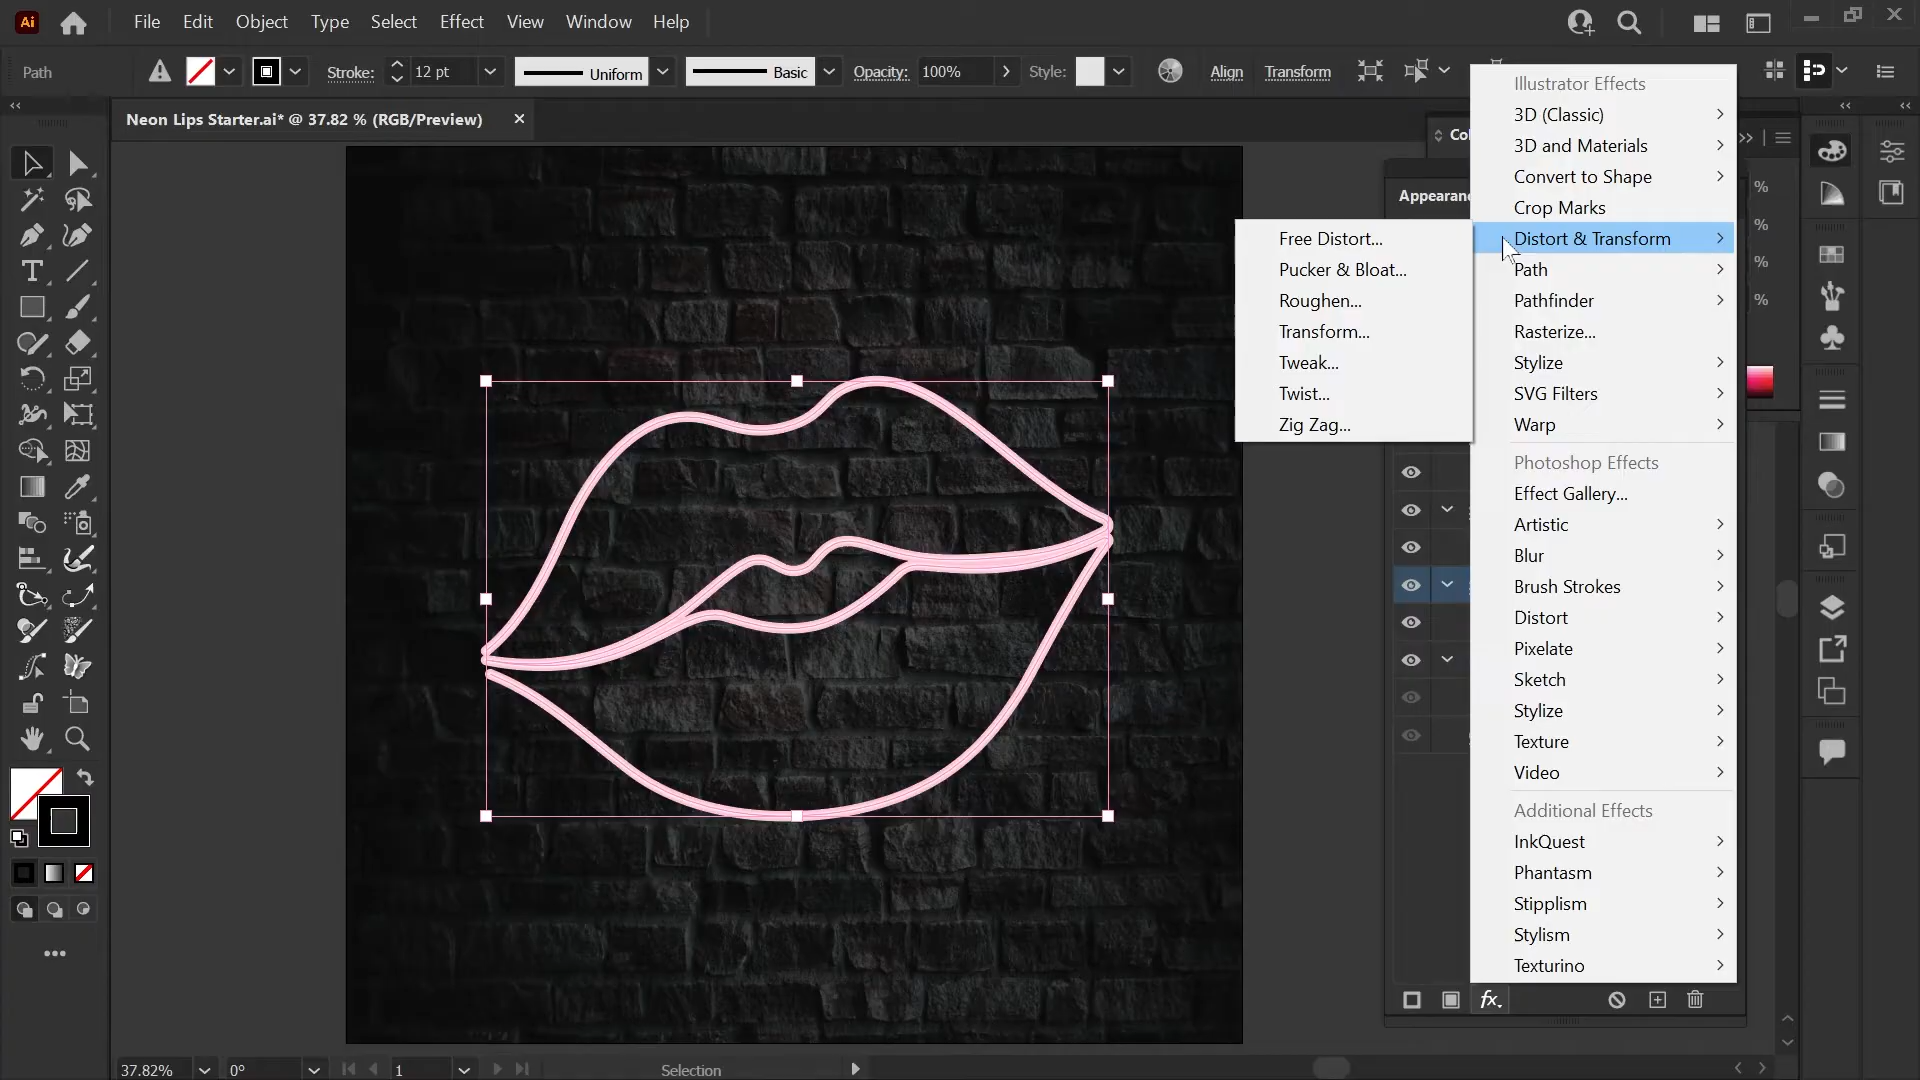 Ai
File Edit Object Type Select Effect View Window Help
Path
Stroke: 12 pt Uniform Basic Opacity: 100% Style: Align Transform
Neon Lips Starter.ai* @ 37.82 % (RGB/Preview)
Appearanc
%
%
%
%
Illustrator Effects
3D (Classic)
3D and Materials
Convert to Shape
Crop Marks
Distort & Transform
Path
Pathfinder
Rasterize...
Stylize
SVG Filters
Warp
Photoshop Effects
Effect Gallery...
Artistic
Blur
Brush Strokes
Distort
Pixelate
Sketch
Stylize
Texture
Video
Additional Effects
InkQuest
Phantasm
Stipplism
Stylism
Texturino
Free Distort...
Pucker & Bloat...
Roughen...
Transform...
Tweak...
Twist...
Zig Zag...
fx
37.82% 0° 1 Selection